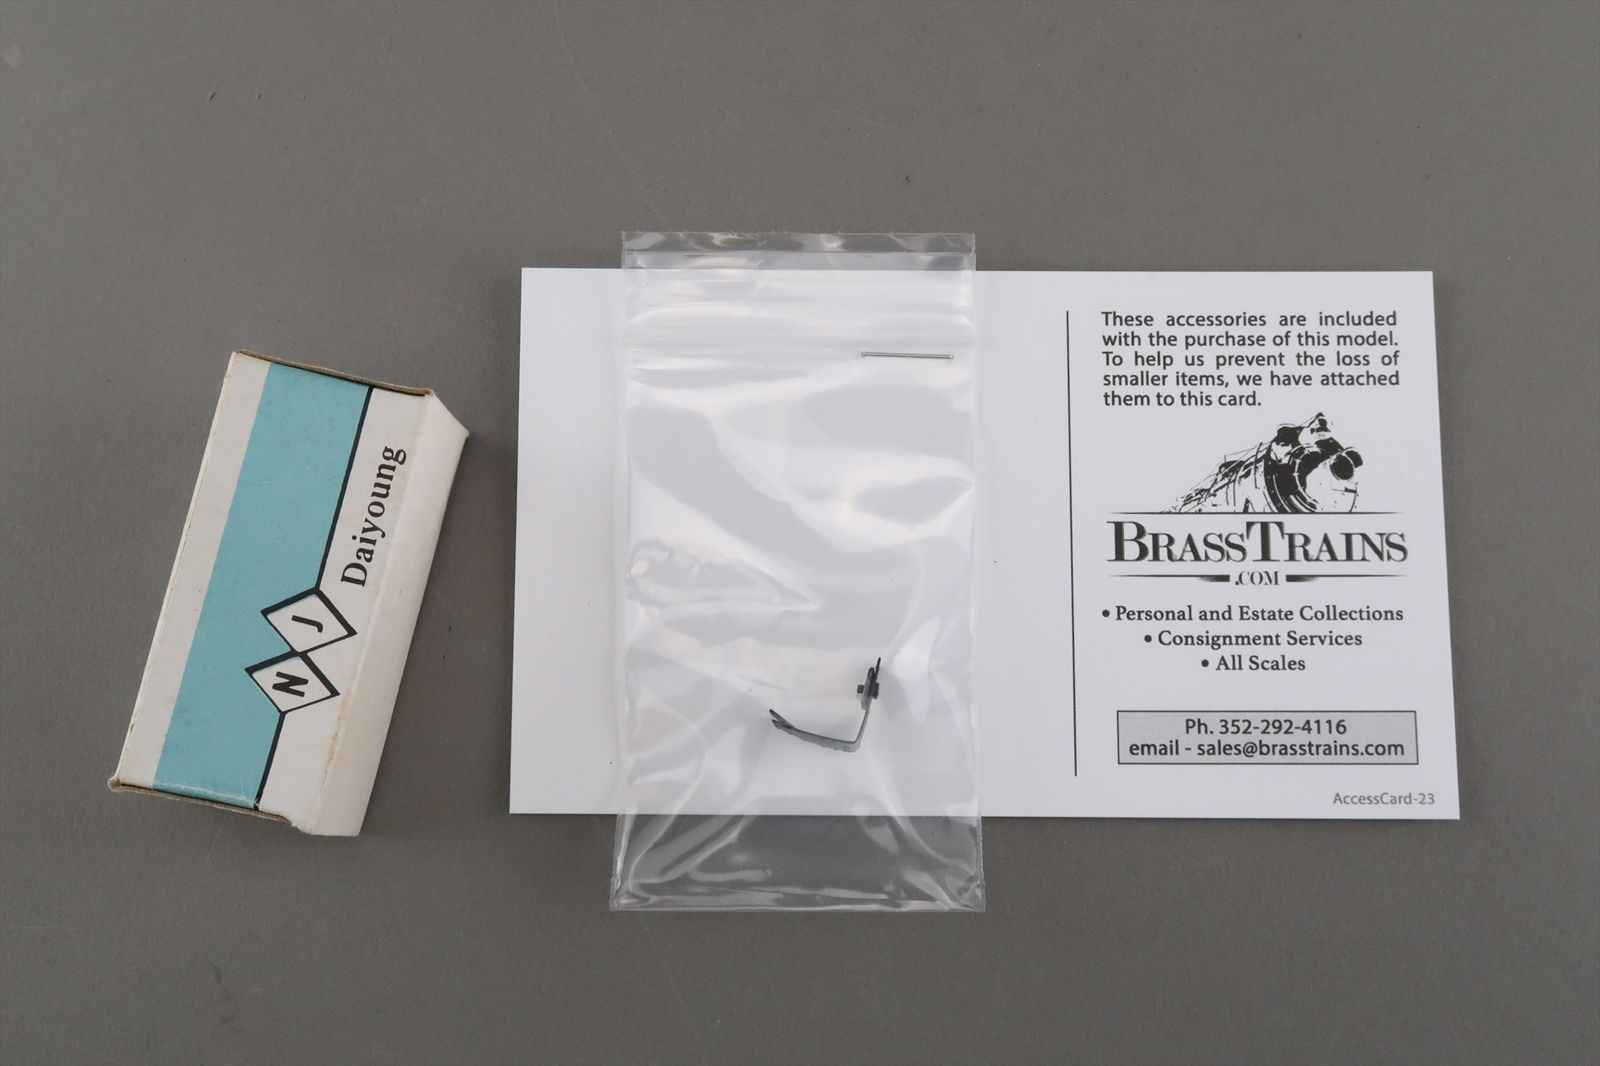 N J
Daiyoung
These accessories are included
with the purchase of this model.
To help us prevent the loss of
smaller items, we have attached
them to this card.
BRASSTRAINS
.COM
• Personal and Estate Collections
• Consignment Services
• All Scales
Ph. 352-292-4116
email - sales@brasstrains.com
AccessCard-23